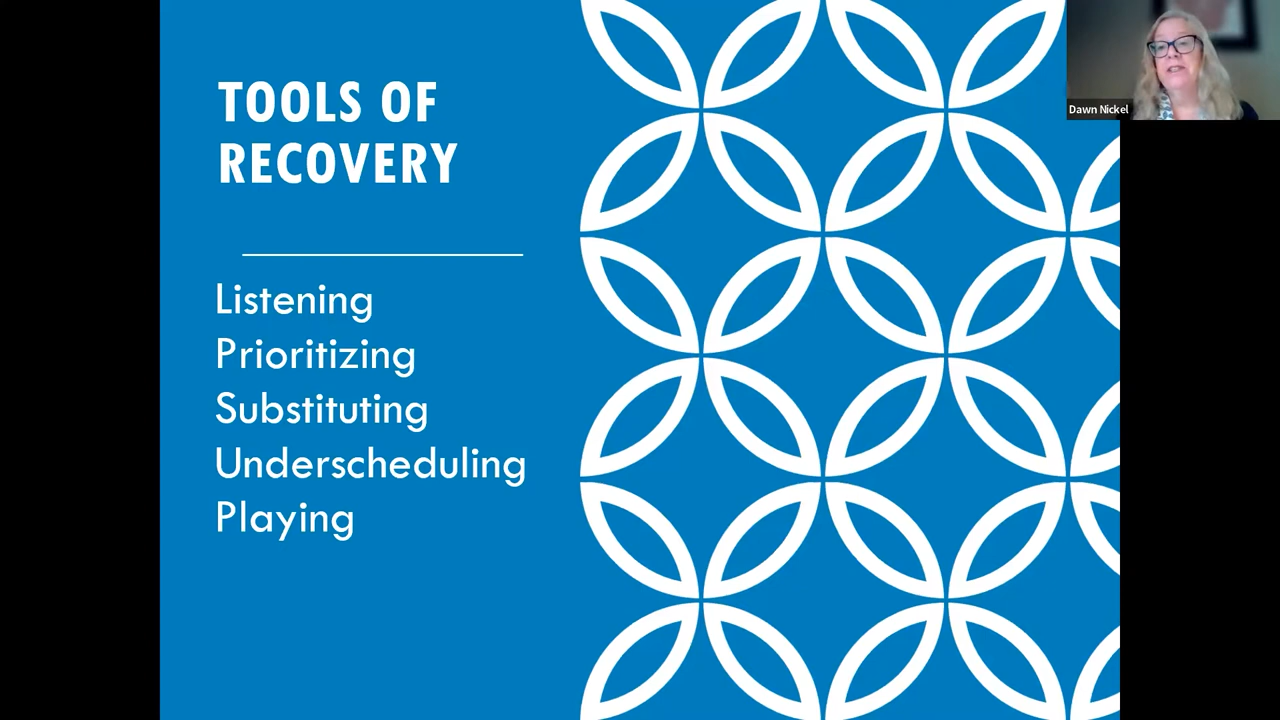 TOOLS OF
RECOVERY
Listening
Prioritizing
Substituting
Underscheduling
Playing
Dawn Nickel